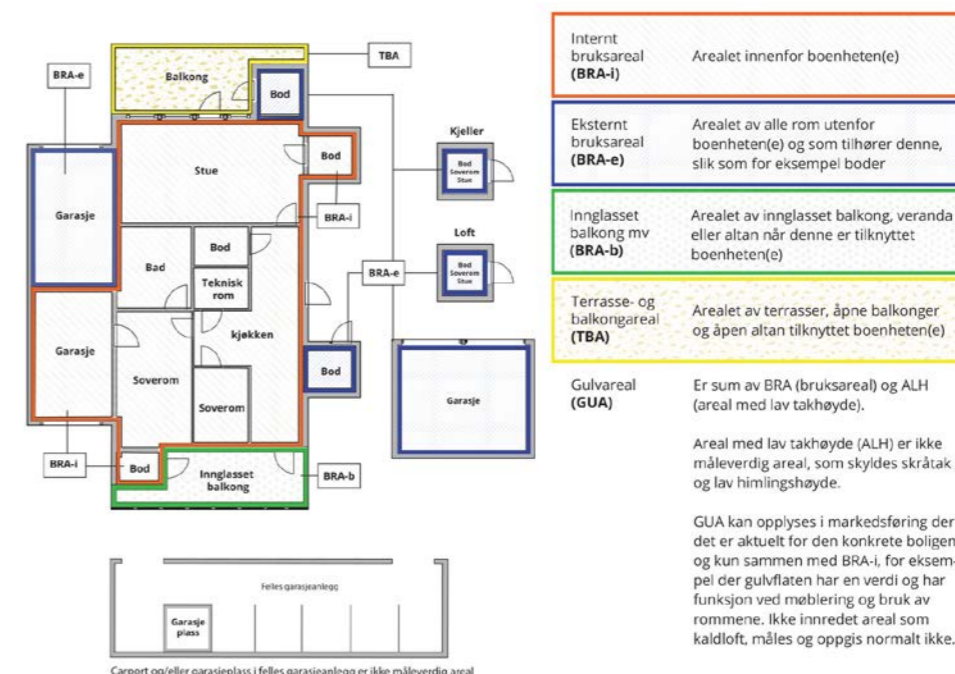 TBA
BRA-e
Balkong
Bod
Kjeller
Bod
Soverom
Stue
Stue
Bod
BRA-i
Garasje
Loft
Bod
Soverom
Stue
Bad
Bod
Teknisk
rom
BRA-e
kjøkken
Garasje
Soverom
Soverom
Bod
Garasje
BRA-i
Bod
Innglasset
balkong
BRA-b
Felles garasjeanlegg
Garasje
plass
Carport og/eller garasjeplass i felles garasjeanlegg er ikke måleverdig areal
Internt
bruksareal
(BRA-i)
Arealet innenfor boenheten(e)
Eksternt
bruksareal
(BRA-e)
Arealet av alle rom utenfor
boenheten(e) og som tilhører denne,
slik som for eksempel boder
Innglasset
balkong mv
(BRA-b)
Arealet av innglasset balkong, veranda
eller altan når denne er tilknyttet
boenheten(e)
Terrasse- og
balkongareal
(TBA)
Arealet av terrasser, åpne balkonger
og åpen altan tilknyttet boenheten(e)
Gulvareal
(GUA)
Er sum av BRA (bruksareal) og ALH
(areal med lav takhøyde).
Areal med lav takhøyde (ALH) er ikke
måleverdig areal, som skyldes skråtak
og lav himlingshøyde.
GUA kan opplyses i markedsføring der
det er aktuelt for den konkrete boligen
og kun sammen med BRA-i, for eksem-
pel der gulvflaten har en verdi og har
funksjon ved møblering og bruk av
rommene. Ikke innredet areal som
kaldloft, måles og oppgis normalt ikke.